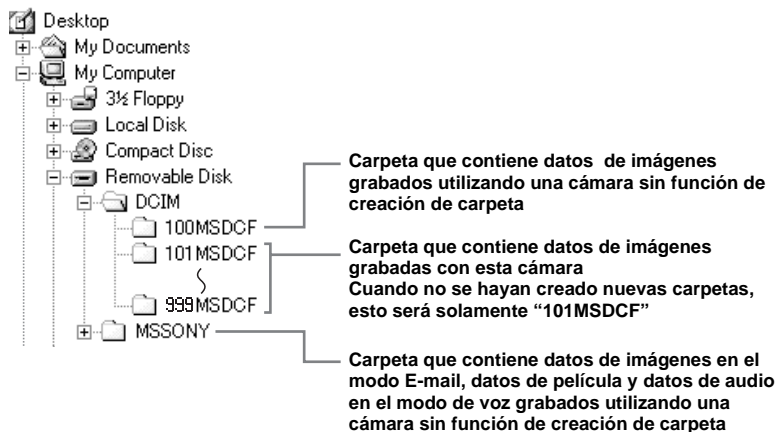 Desktop
My Documents
My Computer
3½ Floppy
Local Disk
Compact Disc
Removable Disk
DCIM
100MSDCF
101MSDCF
999MSDCF
MSSONY
Carpeta que contiene datos de imágenes
grabados utilizando una cámara sin función de
creación de carpeta
Carpeta que contiene datos de imágenes
grabadas con esta cámara
Cuando no se hayan creado nuevas carpetas,
esto será solamente “101MSDCF”
Carpeta que contiene datos de imágenes en el
modo E-mail, datos de película y datos de audio
en el modo de voz grabados utilizando una
cámara sin función de creación de carpeta